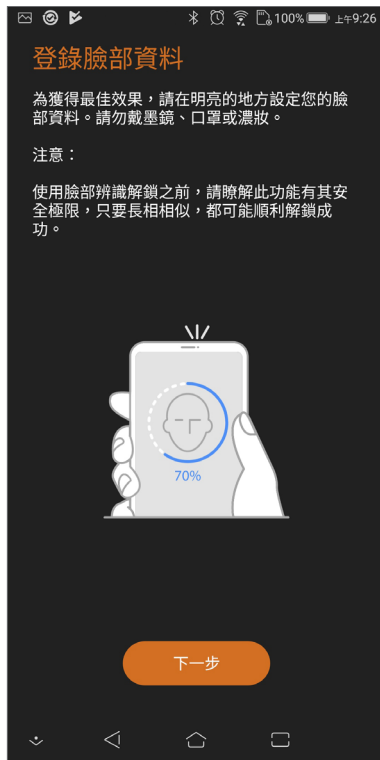 100% 上午9:26
登錄臉部資料
為獲得最佳效果，請在明亮的地方設定您的臉
部資料。請勿戴墨鏡、口罩或濃妝。
注意：
使用臉部辨識解鎖之前，請瞭解此功能有其安
全極限，只要長相相似，都可能順利解鎖成
功。
70%
下一步